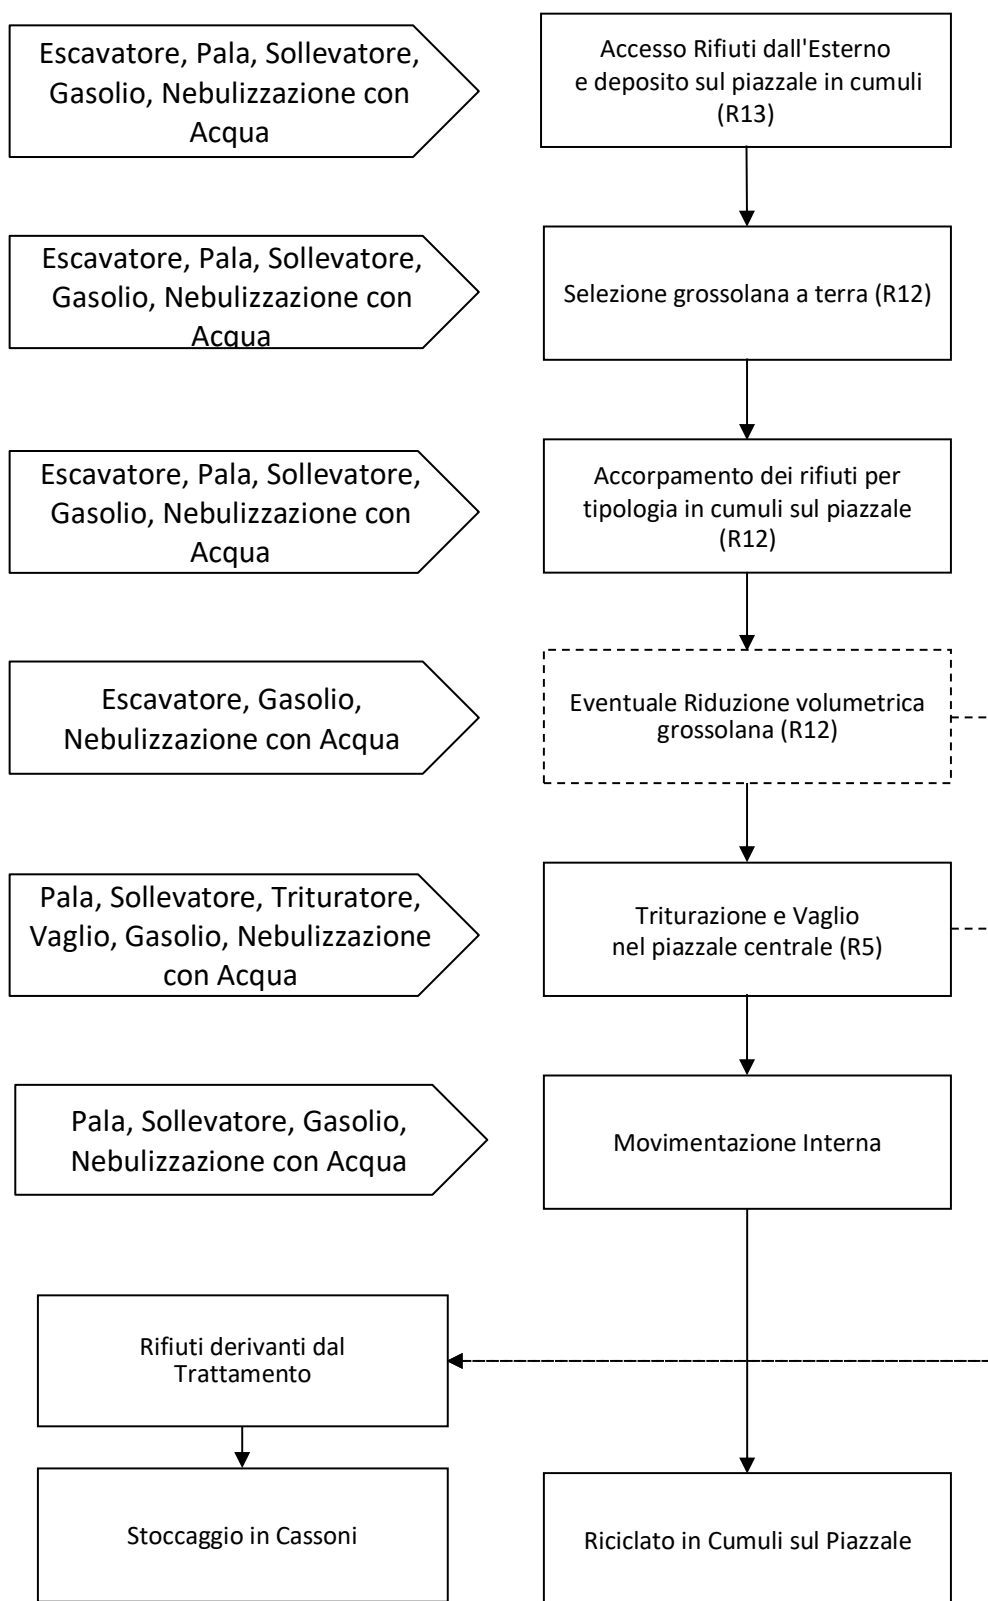 Escavatore, Pala, Sollevatore,
Gasolio, Nebulizzazione con
Acqua
Accesso Rifiuti dall'Esterno
e deposito sul piazzale in cumuli
(R13)
Escavatore, Pala, Sollevatore,
Gasolio, Nebulizzazione con
Acqua
Selezione grossolana a terra (R12)
Escavatore, Pala, Sollevatore,
Gasolio, Nebulizzazione con
Acqua
Accorpamento dei rifiuti per
tipologia in cumuli sul piazzale
(R12)
Escavatore, Gasolio,
Nebulizzazione con Acqua
Eventuale Riduzione volumetrica
grossolana (R12)
Pala, Sollevatore, Trituratore,
Vaglio, Gasolio, Nebulizzazione
con Acqua
Triturazione e Vaglio
nel piazzale centrale (R5)
Pala, Sollevatore, Gasolio,
Nebulizzazione con Acqua
Movimentazione Interna
Rifiuti derivanti dal
Trattamento
Stoccaggio in Cassoni
Riciclato in Cumuli sul Piazzale